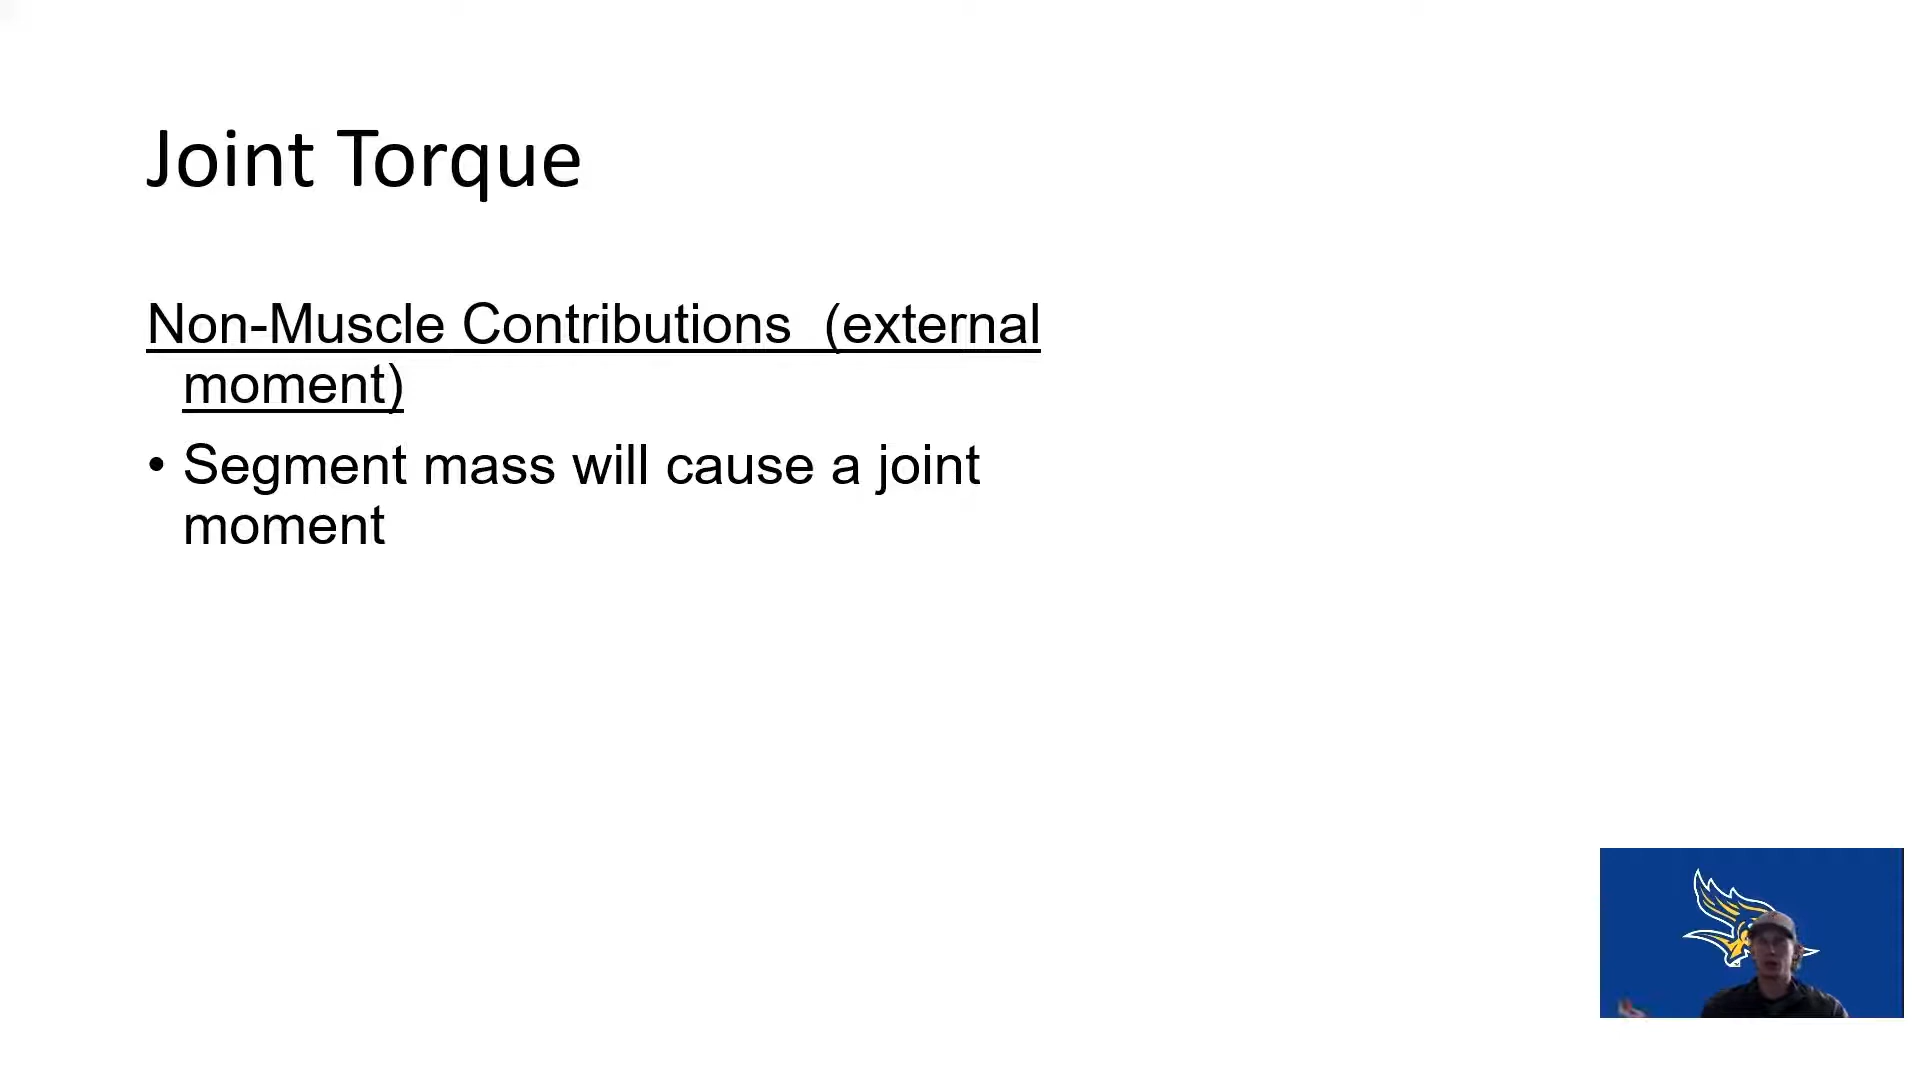 Joint Torque
Non-Muscle Contributions (external
moment)
• Segment mass will cause a joint
moment